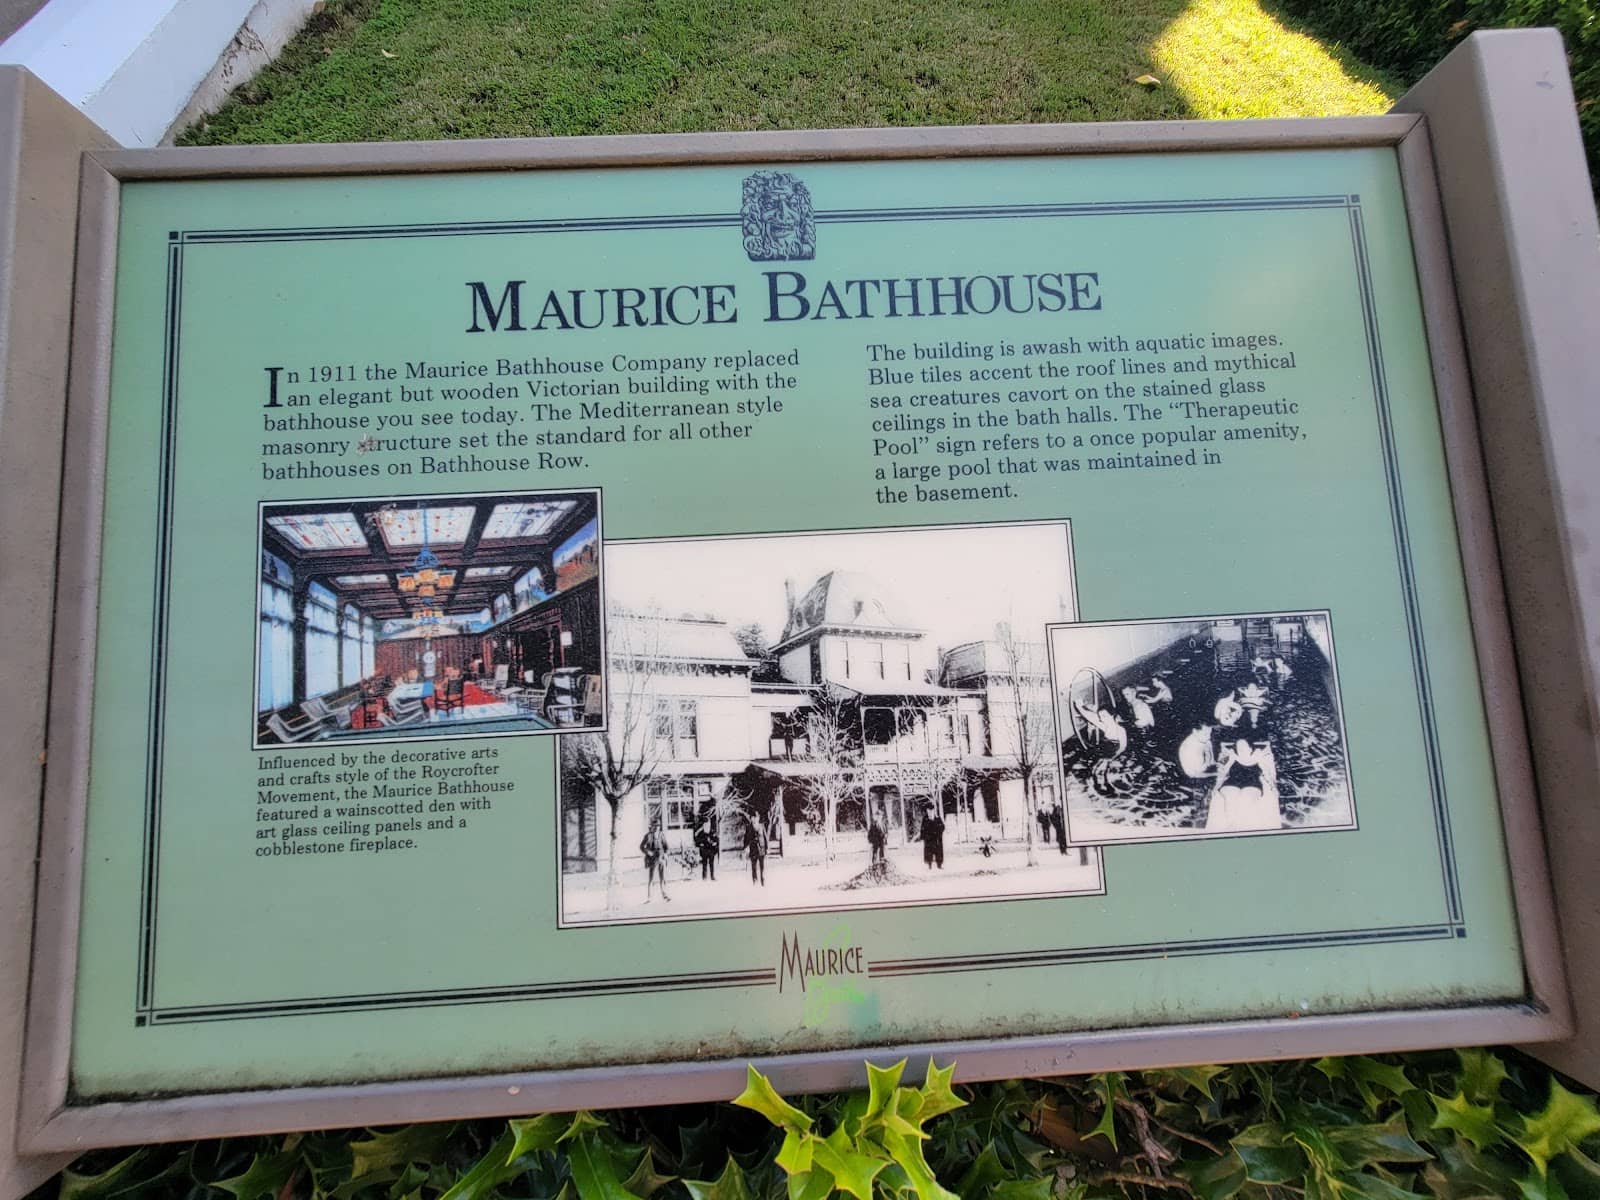 MAURICE BATHHOUSE
In 1911 the Maurice Bathhouse Company replaced
an elegant but wooden Victorian building with the
bathhouse you see today. The Mediterranean style
masonry structure set the standard for all other
bathhouses on Bathhouse Row.
The building is awash with aquatic images.
Blue tiles accent the roof lines and mythical
sea creatures cavort on the stained glass
ceilings in the bath halls. The “Therapeutic
Pool” sign refers to a once popular amenity,
a large pool that was maintained in
the basement.
Influenced by the decorative arts
and crafts style of the Roycrofter
Movement, the Maurice Bathhouse
featured a wainscotted den with
art glass ceiling panels and a
cobblestone fireplace.
MAURICE